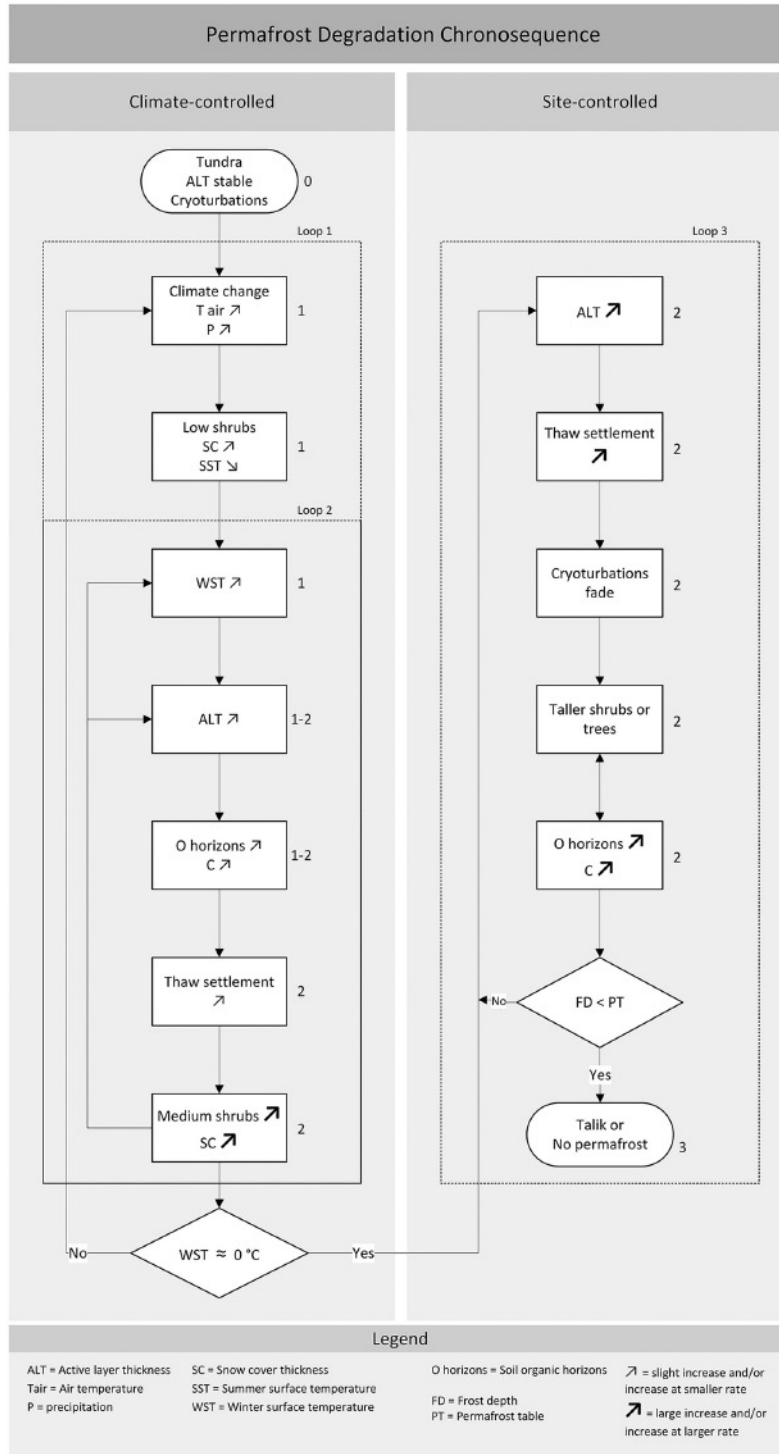 Permafrost Degradation Chronosequence
Climate-controlled
Tundra
ALT stable
Cryoturbations
0
Loop 1
Climate change
T air ↗
P ↗
1
Low shrubs
SC ↗
SST ↘
1
Loop 2
WST ↗
1
ALT ↗
1-2
O horizons ↗
C ↗
1-2
Thaw settlement
↗
2
Medium shrubs ↗
SC ↗
2
WST ≈ 0 °C
No
Yes
Site-controlled
Loop 3
ALT ↗
2
Thaw settlement
↗
2
Cryoturbations
fade
2
Taller shrubs or
trees
2
O horizons ↗
C ↗
2
FD < PT
No
Yes
Talik or
No permafrost
3
Legend
ALT = Active layer thickness
Tair = Air temperature
P = precipitation
SC = Snow cover thickness
SST = Summer surface temperature
WST = Winter surface temperature
O horizons = Soil organic horizons
FD = Frost depth
PT = Permafrost table
↗ = slight increase and/or
increase at smaller rate
↗ = large increase and/or
increase at larger rate